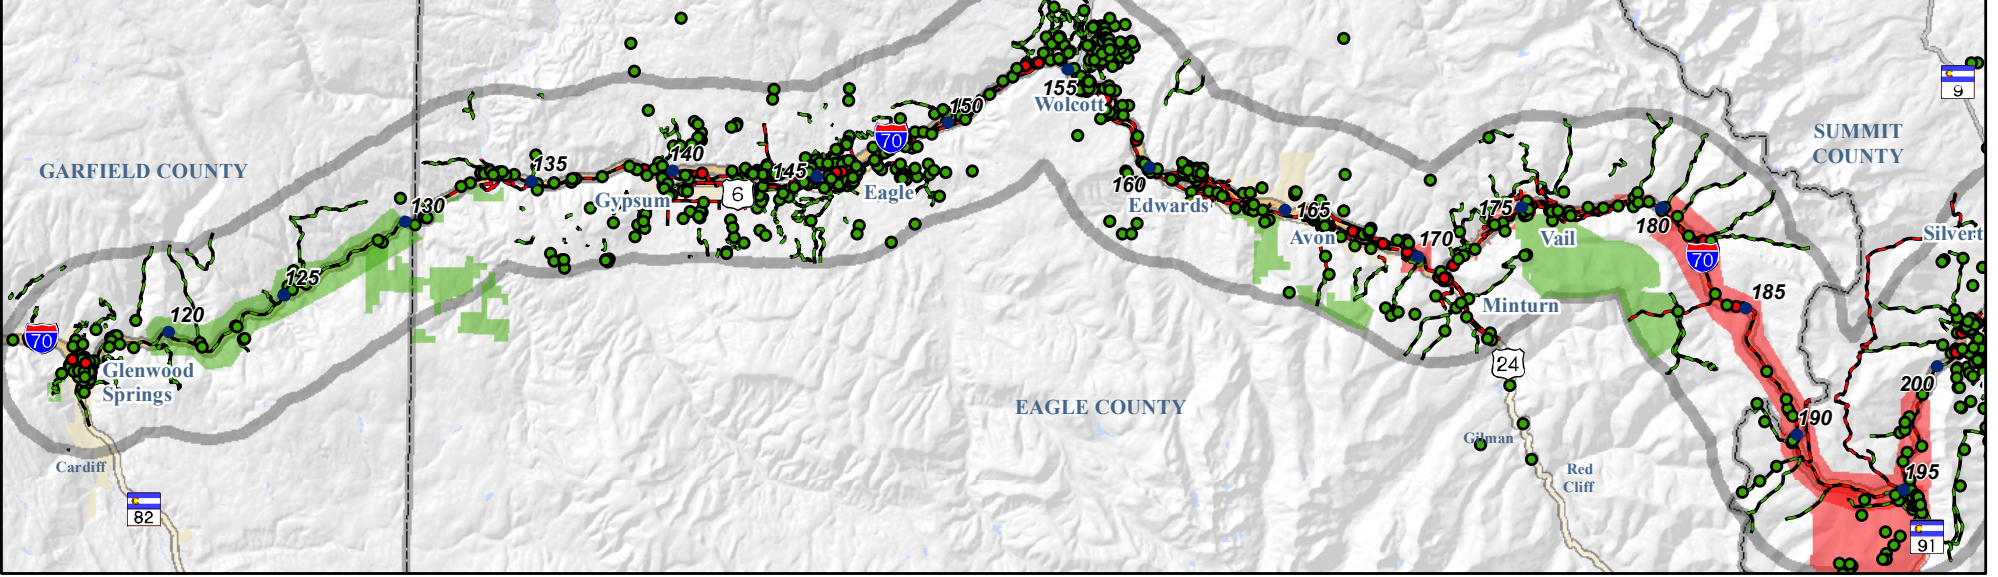 9
SUMMIT
COUNTY
150
155
Wolcott
70
GARFIELD COUNTY
135
140
145
Gypsum
6
Eagle
160
Edwards
165
Avon
170
175
Vail
180
70
Silvert
130
125
120
70
Glenwood
Springs
185
Minturn
24
200
190
EAGLE COUNTY
Gilman
Red
Cliff
Cardiff
82
195
91